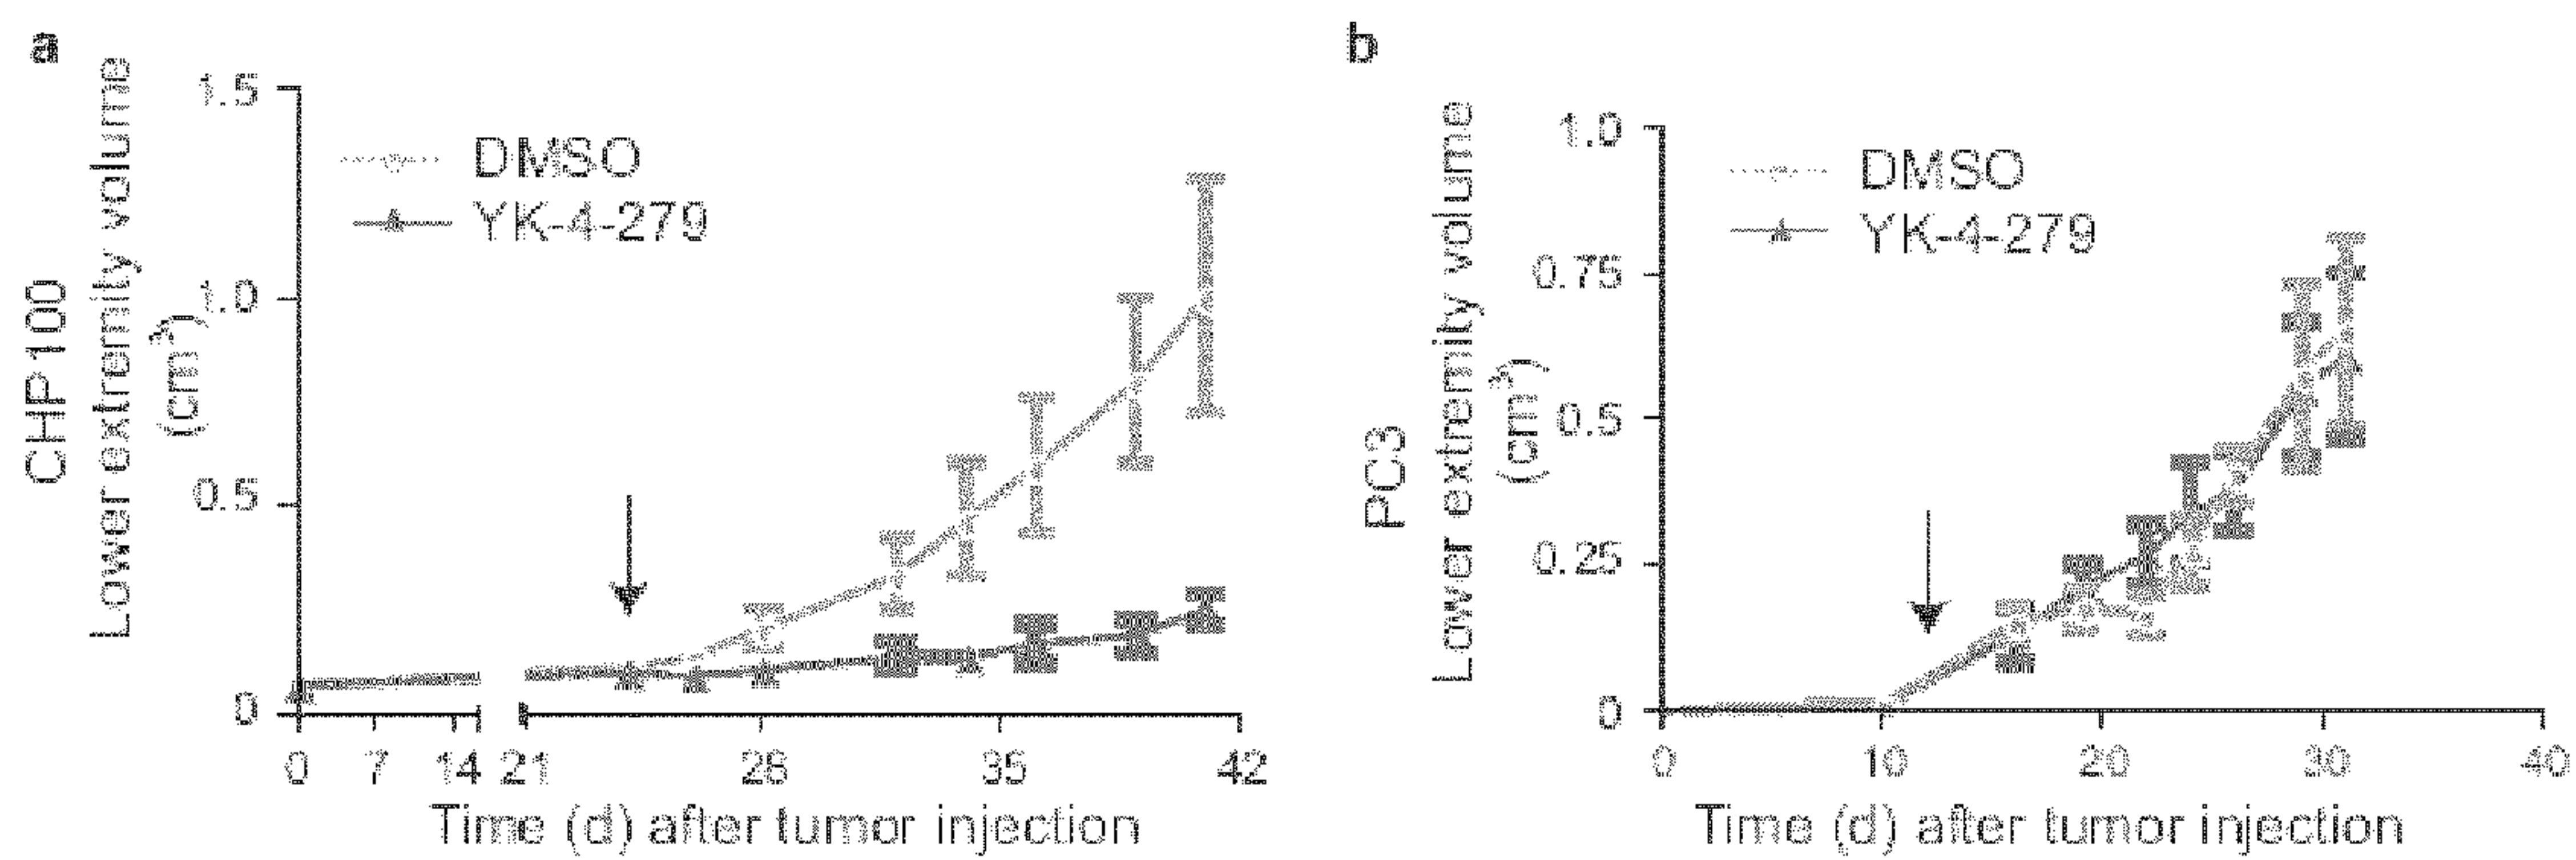 a
CHP100
Lower extremity volume
(cm³)
1.5
1.0
0.5
0
DMSO
YK-4-279
0 7 14 21 28 35 42
Time (d) after tumor injection
b
PC3
Lower extremity volume
(cm³)
1.0
0.75
0.5
0.25
0
DMSO
YK-4-279
0 10 20 30 40
Time (d) after tumor injection